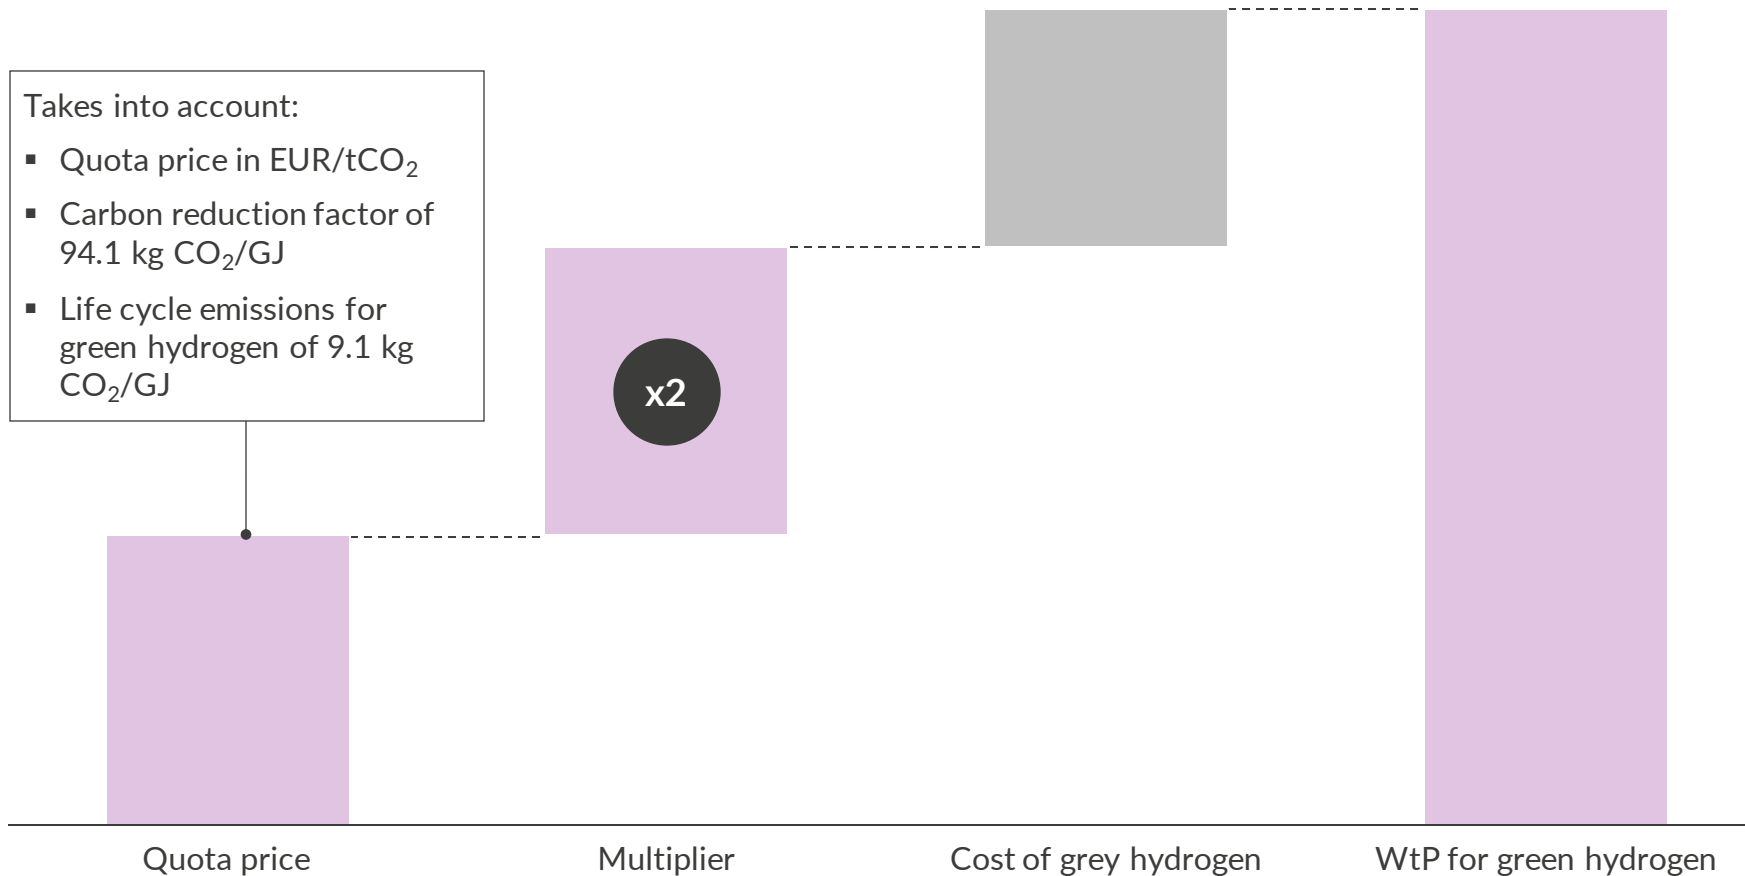 Takes into account:
▪ Quota price in EUR/tCO₂
▪ Carbon reduction factor of
94.1 kg CO₂/GJ
▪ Life cycle emissions for
green hydrogen of 9.1 kg
CO₂/GJ
x2
Quota price
Multiplier
Cost of grey hydrogen
WtP for green hydrogen